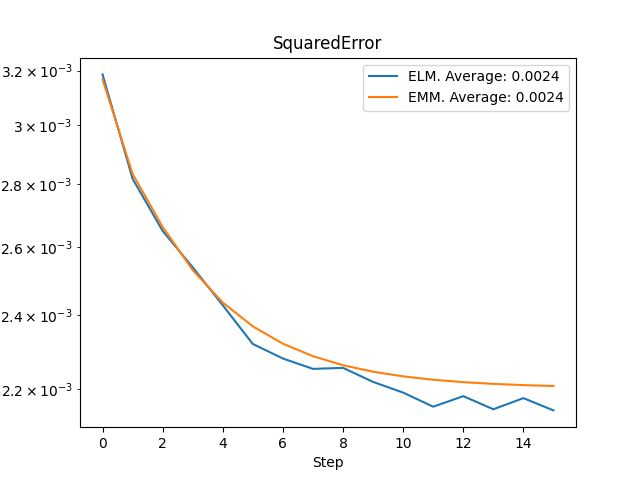 SquaredError
ELM. Average: 0.0024
EMM. Average: 0.0024
3.2 × 10⁻³
3 × 10⁻³
2.8 × 10⁻³
2.6 × 10⁻³
2.4 × 10⁻³
2.2 × 10⁻³
0 2 4 6 8 10 12 14
Step